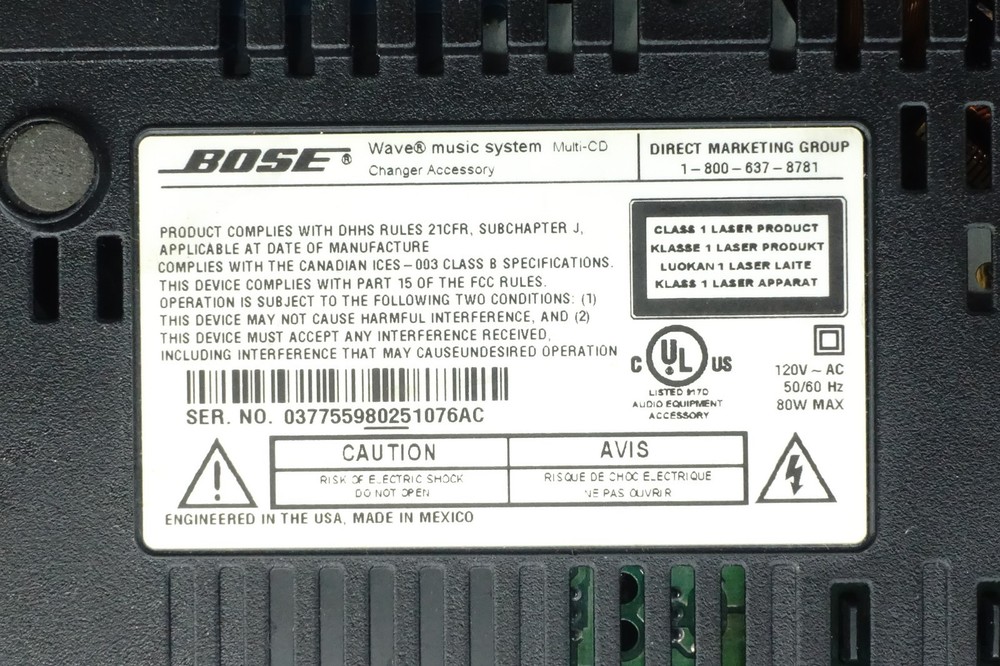 BOSE® Wave® music system Multi-CD
Changer Accessory
DIRECT MARKETING GROUP
1-800-637-8781
PRODUCT COMPLIES WITH DHHS RULES 21CFR, SUBCHAPTER J,
APPLICABLE AT DATE OF MANUFACTURE
COMPLIES WITH THE CANADIAN ICES-003 CLASS B SPECIFICATIONS.
THIS DEVICE COMPLIES WITH PART 15 OF THE FCC RULES.
OPERATION IS SUBJECT TO THE FOLLOWING TWO CONDITIONS: (1)
THIS DEVICE MAY NOT CAUSE HARMFUL INTERFERENCE, AND (2)
THIS DEVICE MUST ACCEPT ANY INTERFERENCE RECEIVED,
INCLUDING INTERFERENCE THAT MAY CAUSEUNDESIRED OPERATION
CLASS 1 LASER PRODUCT
KLASSE 1 LASER PRODUKT
LUOKAN 1 LASER LAITE
KLASS 1 LASER APPARAT
C UL US
LISTED 917D
AUDIO EQUIPMENT
ACCESSORY
120V ~ AC
50/60 Hz
80W MAX
SER. NO. 037755980251076AC
CAUTION
RISK OF ELECTRIC SHOCK
DO NOT OPEN
AVIS
RISQUE DE CHOC ELECTRIQUE
NE PAS OUVRIR
ENGINEERED IN THE USA, MADE IN MEXICO